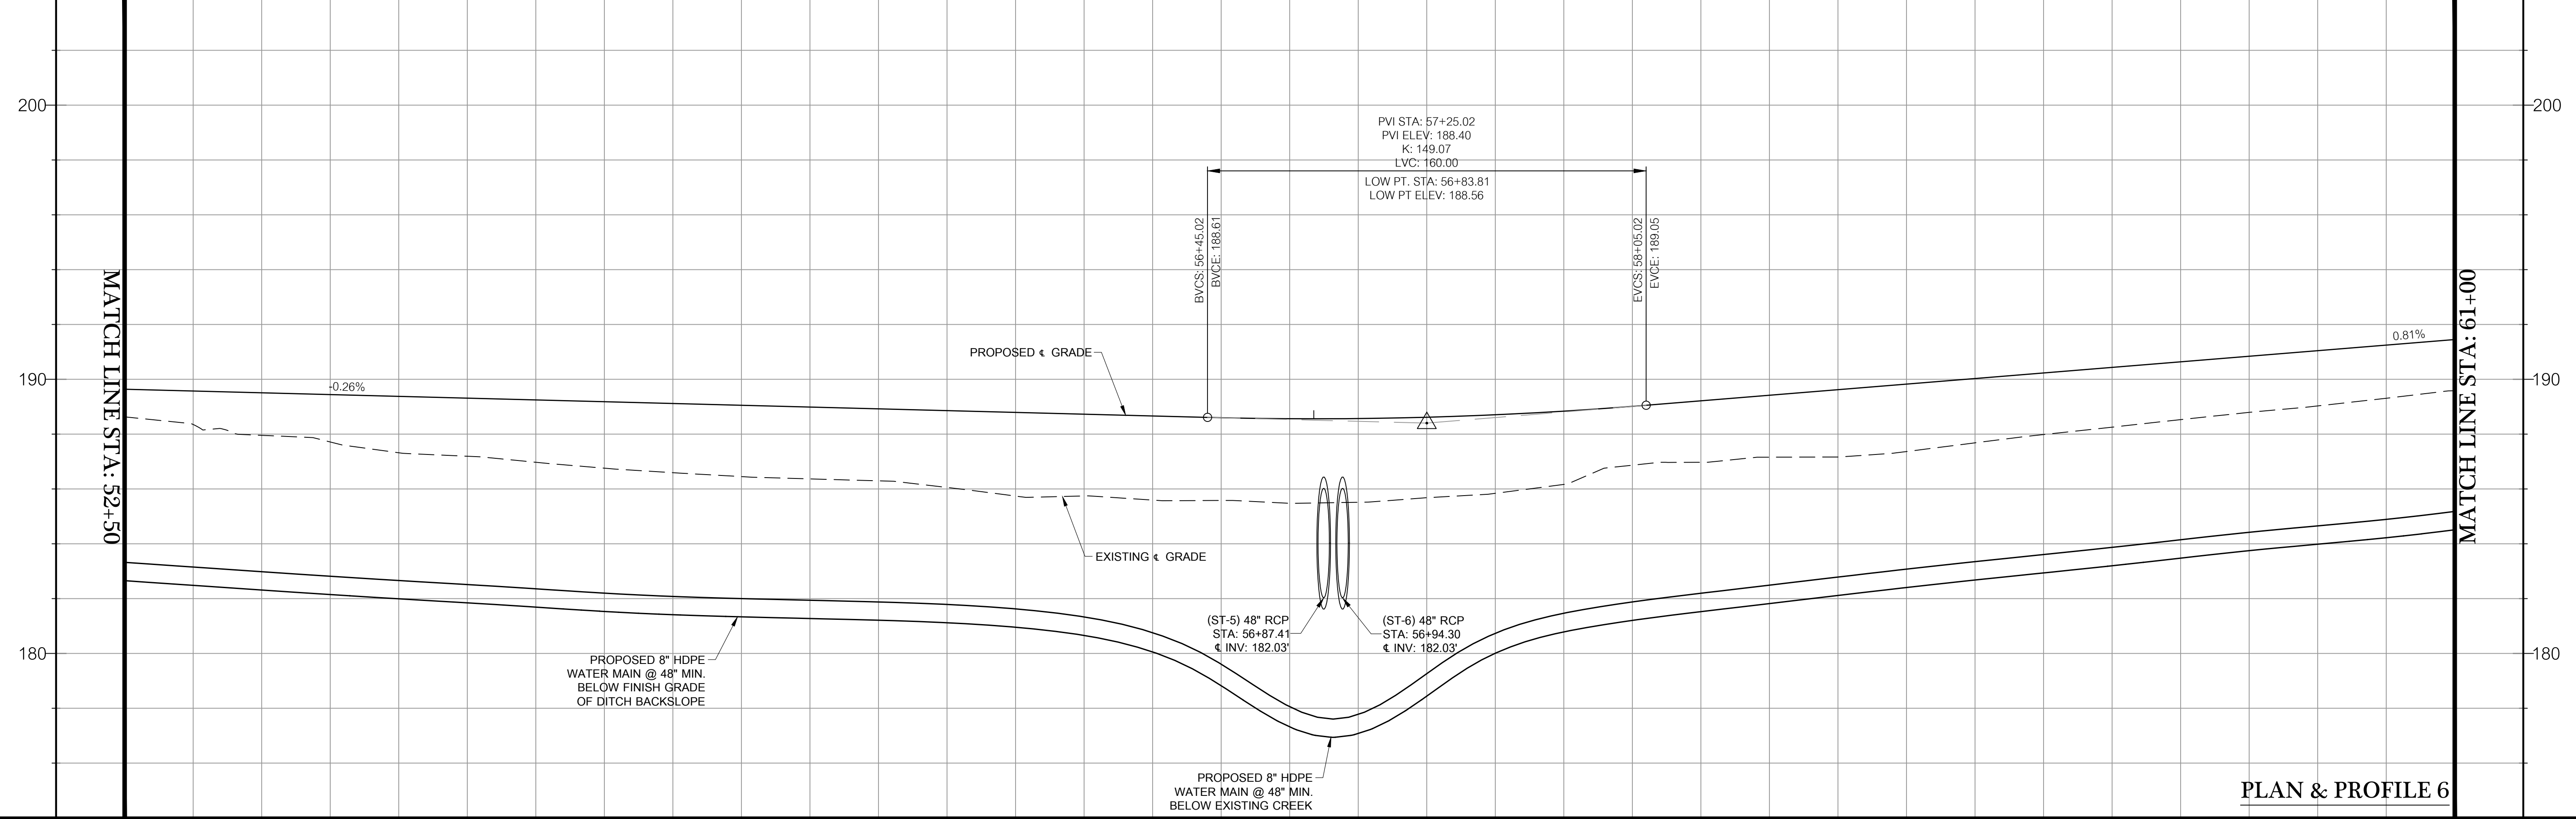 200
200
PVI STA: 57+25.02
PVI ELEV: 188.40
K: 149.07
LVC: 160.00
LOW PT. STA: 56+83.81
LOW PT ELEV: 188.56
BVCS: 56+45.02
BVCE: 188.61
EVCS: 58+05.02
EVCE: 189.05
MATCH LINE STA: 52+50
MATCH LINE STA: 61+00
0.81%
PROPOSED ℄ GRADE
190
190
-0.26%
EXISTING ℄ GRADE
(ST-5) 48" RCP
STA: 56+87.41
℄ INV: 182.03'
(ST-6) 48" RCP
STA: 56+94.30
℄ INV: 182.03'
180
180
PROPOSED 8" HDPE
WATER MAIN @ 48" MIN.
BELOW FINISH GRADE
OF DITCH BACKSLOPE
PROPOSED 8" HDPE
WATER MAIN @ 48" MIN.
BELOW EXISTING CREEK
PLAN & PROFILE 6